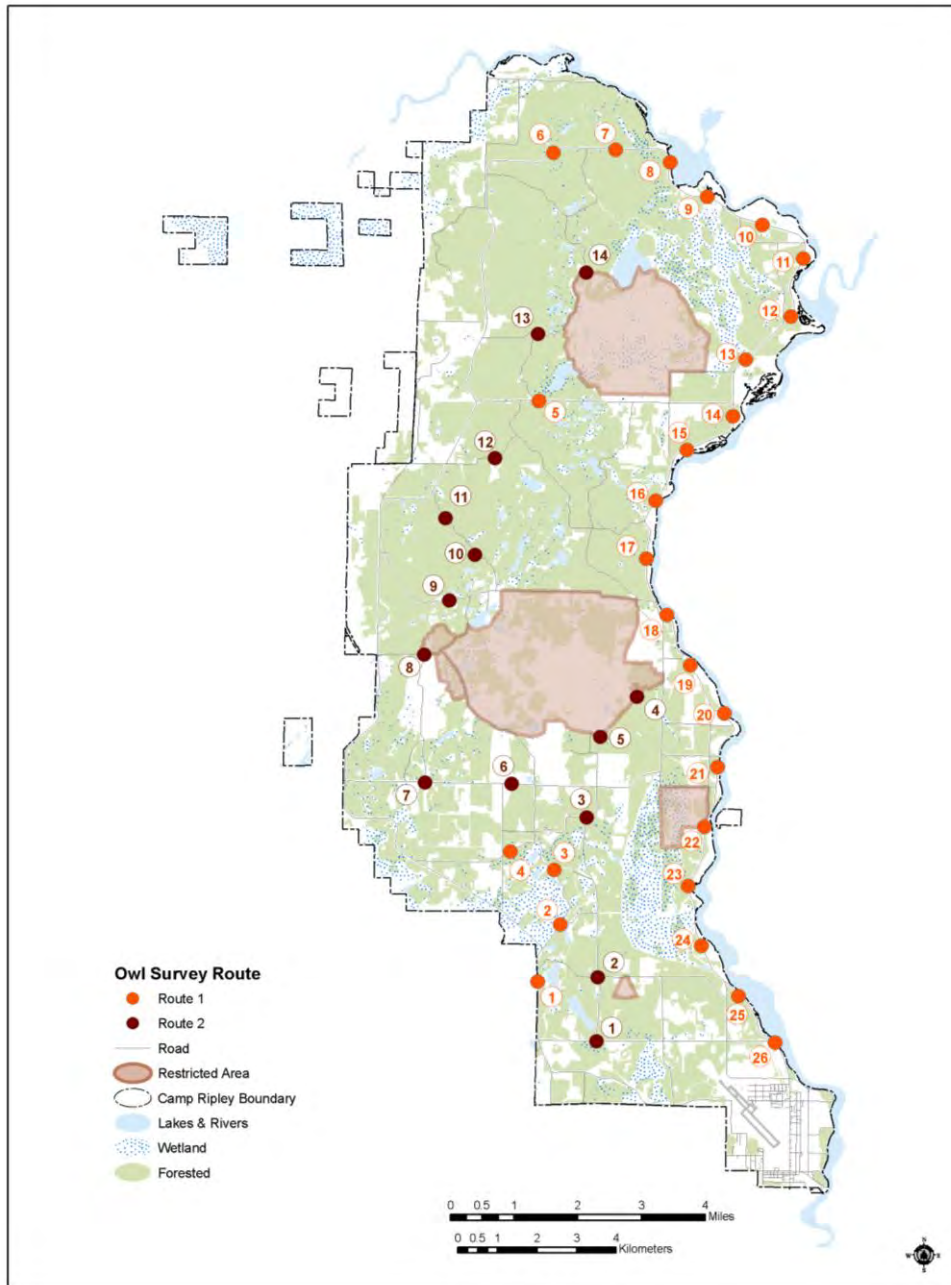 6
7
8
9
10
11
14
12
13
13
5
14
15
12
16
11
10
17
9
18
8
19
4
20
5
21
6
7
3
22
4
3
23
2
24
2
1
25
1
26
Owl Survey Route
Route 1
Route 2
Road
Restricted Area
Camp Ripley Boundary
Lakes & Rivers
Wetland
Forested
0 0.5 1 2 3 4
Miles
0 0.5 1 2 3 4
Kilometers
N
W E
S